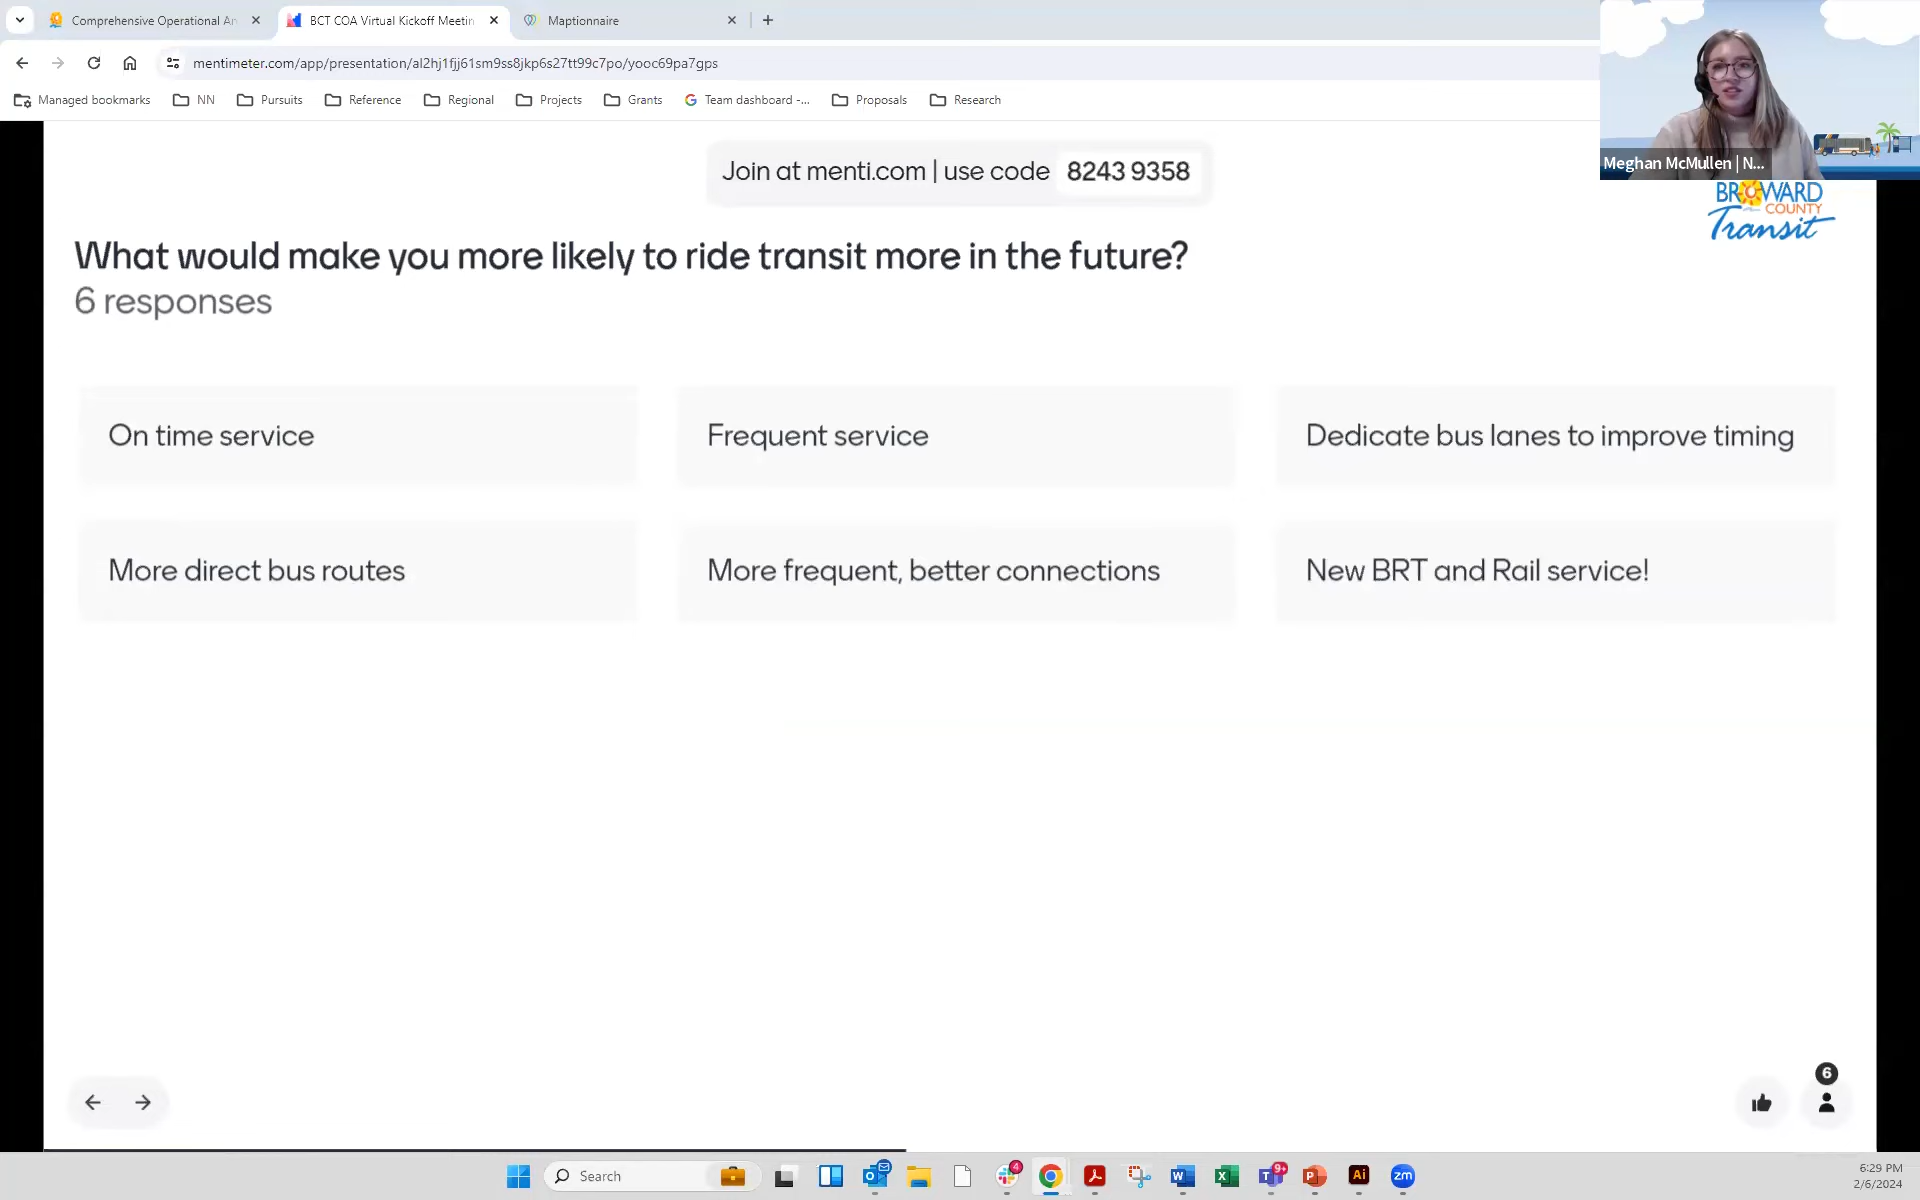 Comprehensive Operational An
BCT COA Virtual Kickoff Meetin
Maptionnaire
mentimeter.com/app/presentation/al2hj1fjj61sm9ss8jkp6s27tt99c7po/yooc69pa7gps
Managed bookmarks
NN
Pursuits
Reference
Regional
Projects
Grants
Team dashboard -...
Proposals
Research
Meghan McMullen | N...
Join at menti.com | use code 8243 9358
BROWARD
COUNTY
Transit
What would make you more likely to ride transit more in the future?
6 responses
On time service
Frequent service
Dedicate bus lanes to improve timing
More direct bus routes
More frequent, better connections
New BRT and Rail service!
6
Search
4
9+
Ai
zm
6:29 PM
2/6/2024